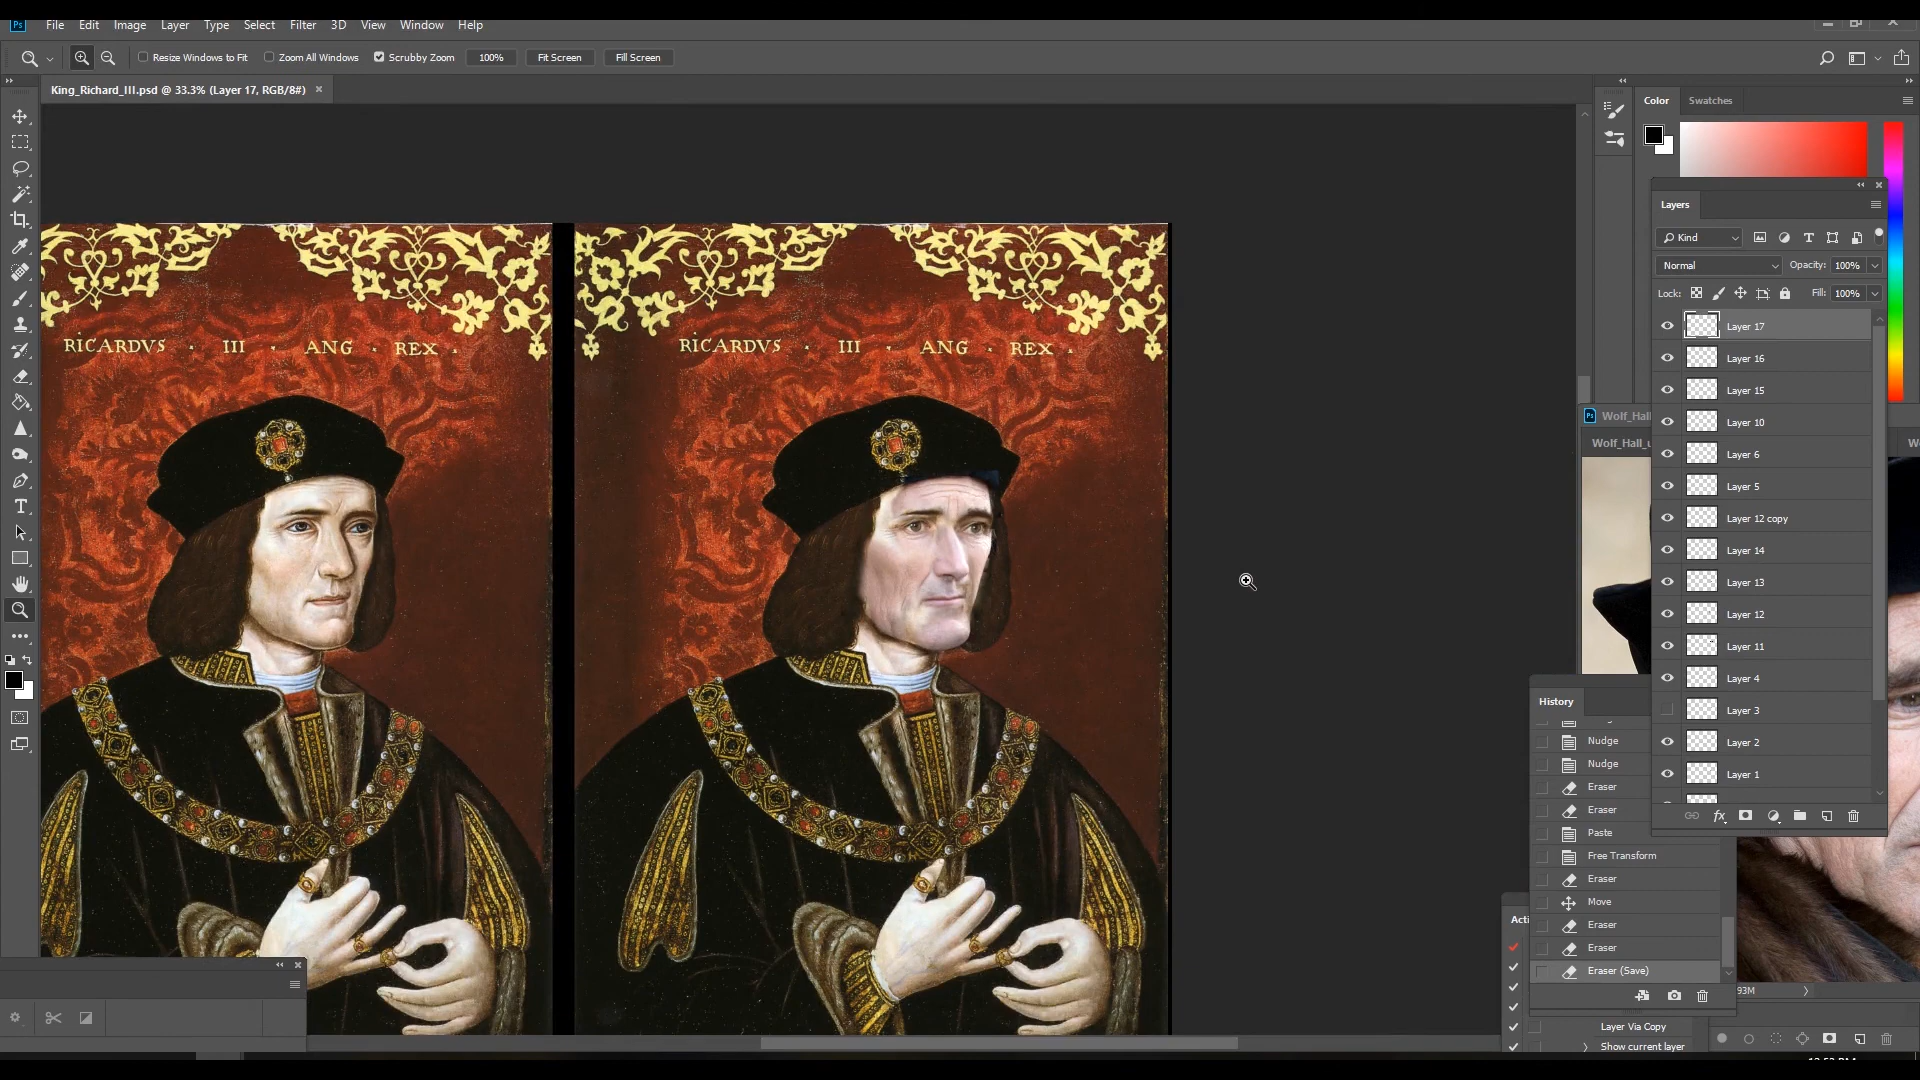 Ps File Edit Image Layer Type Select Filter 3D View Window Help
Resize Windows to Fit Zoom All Windows Scrubby Zoom 100% Fit Screen Fill Screen
King_Richard_III.psd @ 33.3% (Layer 17, RGB/8#)
Color Swatches
Layers
Kind
Normal Opacity: 100%
Lock: Fill: 100%
Layer 17
Layer 16
Layer 15
Layer 10
Layer 6
Layer 5
Layer 12 copy
Layer 14
Layer 13
Layer 12
Layer 11
Layer 4
Layer 3
Layer 2
Layer 1
RICARDVS · III · ANG · REX .
RICARDVS · III · ANG · REX .
Ps Wolf_Hall
Wolf_Hall_u
History
Nudge
Nudge
Eraser
Eraser
Paste
Free Transform
Eraser
Move
Eraser
Eraser
Eraser (Save)
Acti
93M
Layer Via Copy
Show current layer